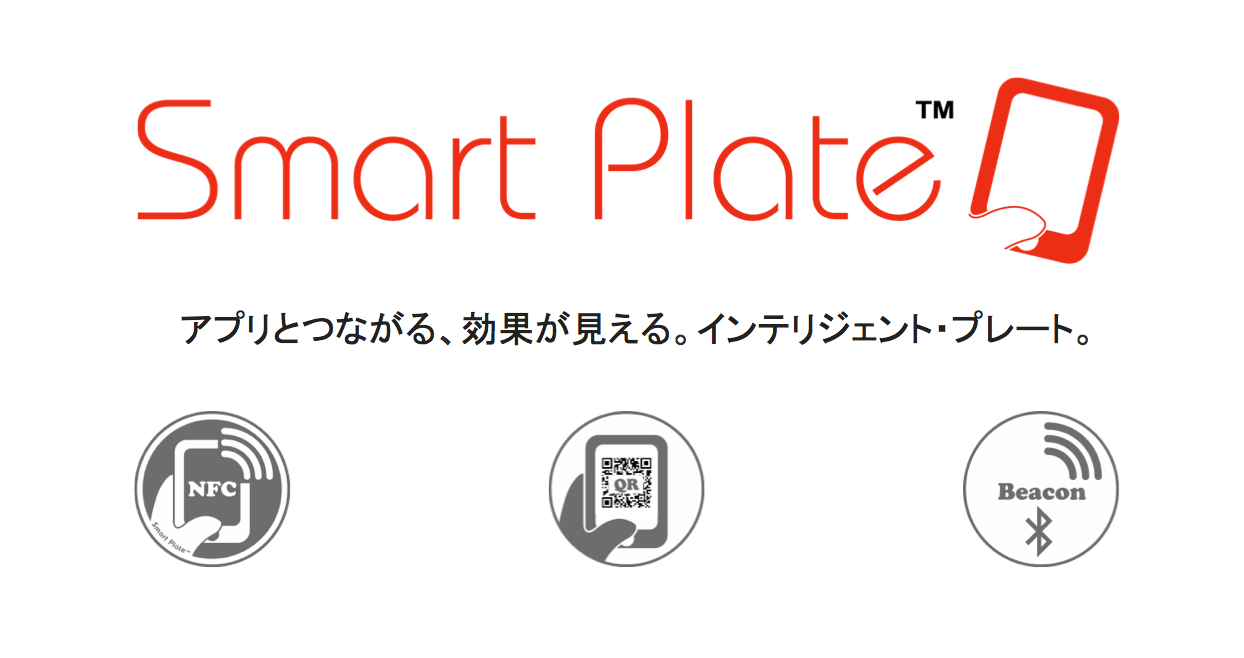 Smart Plate™
アプリとつながる、効果が見える。インテリジェント・プレート。
NFC
Smart Plate™
QR
Beacon